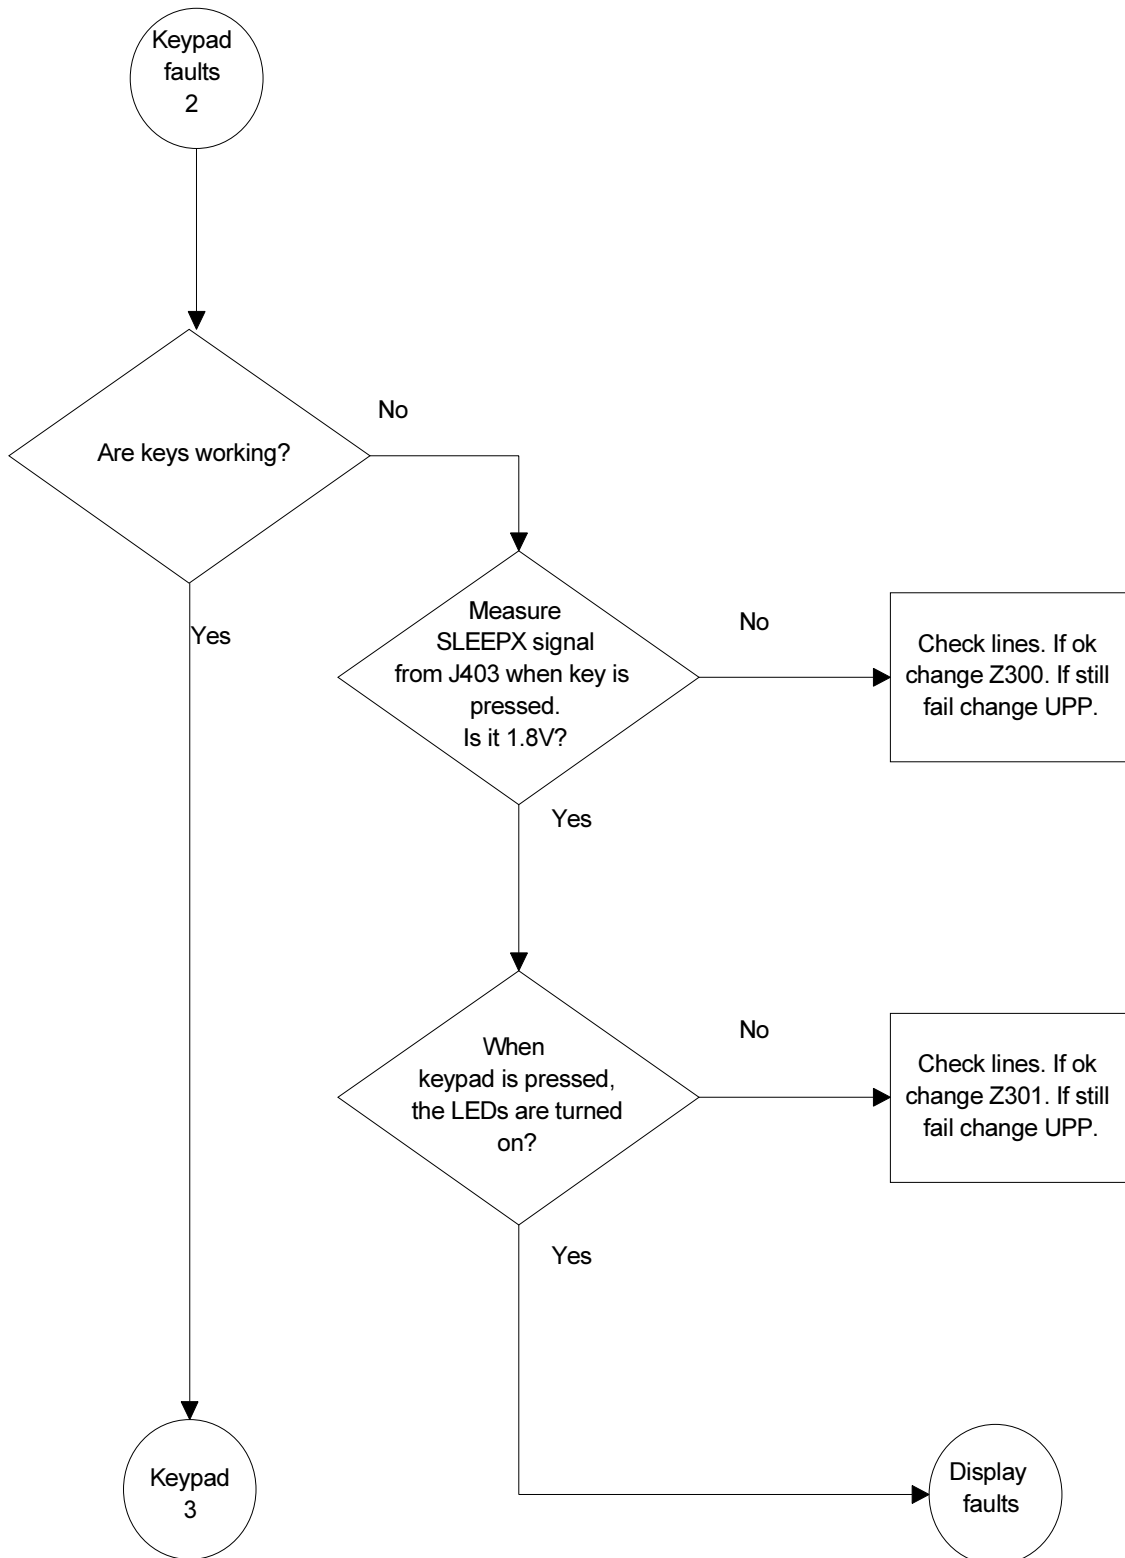 Keypad
faults
2
Are keys working?
No
Yes
Measure
SLEEPX signal
from J403 when key is
pressed.
Is it 1.8V?
No
Check lines. If ok
change Z300. If still
fail change UPP.
Yes
When
keypad is pressed,
the LEDs are turned
on?
No
Check lines. If ok
change Z301. If still
fail change UPP.
Yes
Keypad
3
Display
faults